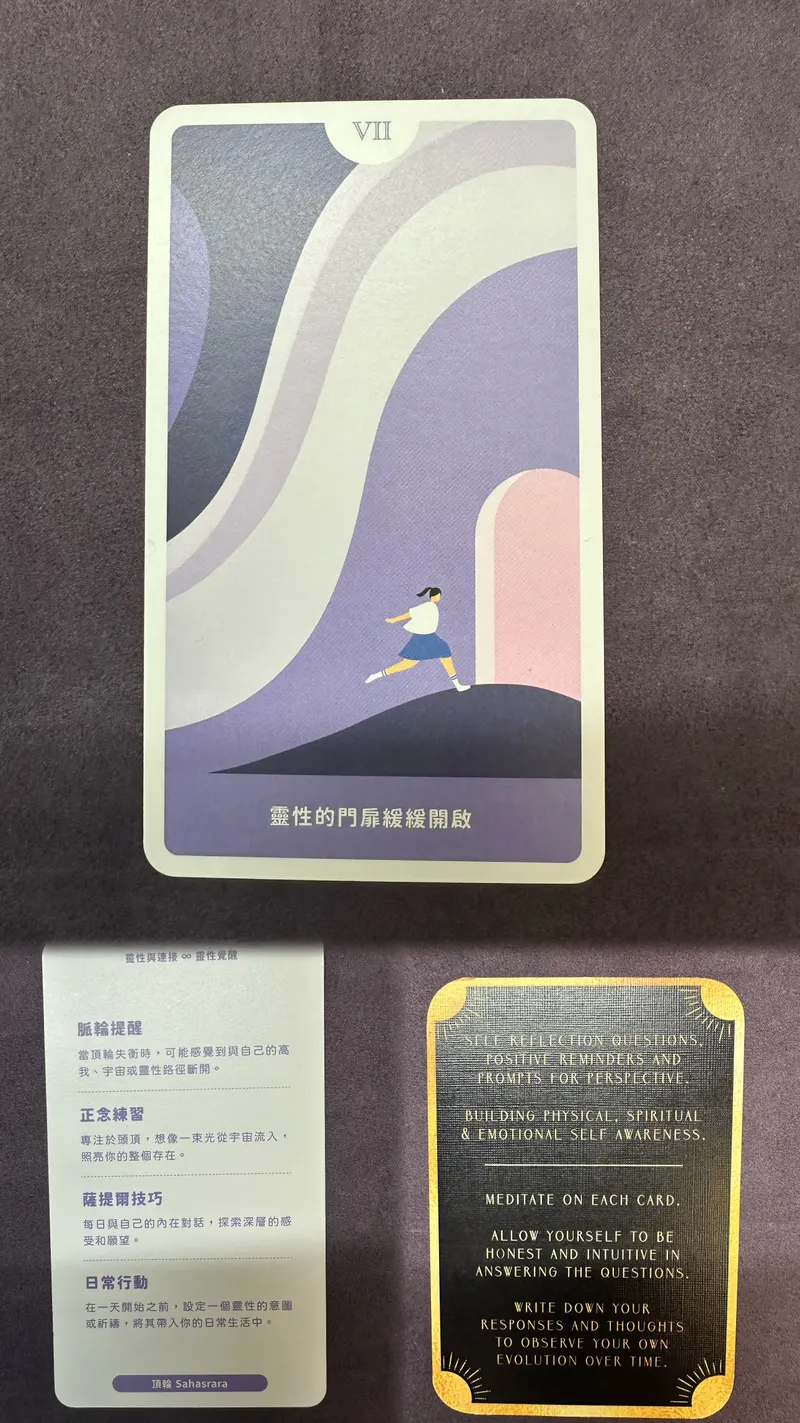 VII
靈性的門扉緩緩開啟
靈性與連接 ∞ 靈性覺醒
脈輪提醒
當頂輪失衡時，可能感覺到與自己的高
我、宇宙或靈性路徑斷開。
正念練習
專注於頭頂，想像一束光從宇宙流入，
照亮你的整個存在。
薩提爾技巧
每日與自己的內在對話，探索深層的感
受和願望。
日常行動
在一天開始之前，設定一個靈性的意圖
或祈禱，將其帶入你的日常生活中。
頂輪 Sahasrara
SELF REFLECTION QUESTIONS,
POSITIVE REMINDERS AND
PROMPTS FOR PERSPECTIVE.
BUILDING PHYSICAL, SPIRITUAL
& EMOTIONAL SELF AWARENESS.
MEDITATE ON EACH CARD.
ALLOW YOURSELF TO BE
HONEST AND INTUITIVE IN
ANSWERING THE QUESTIONS.
WRITE DOWN YOUR
RESPONSES AND THOUGHTS
TO OBSERVE YOUR OWN
EVOLUTION OVER TIME.